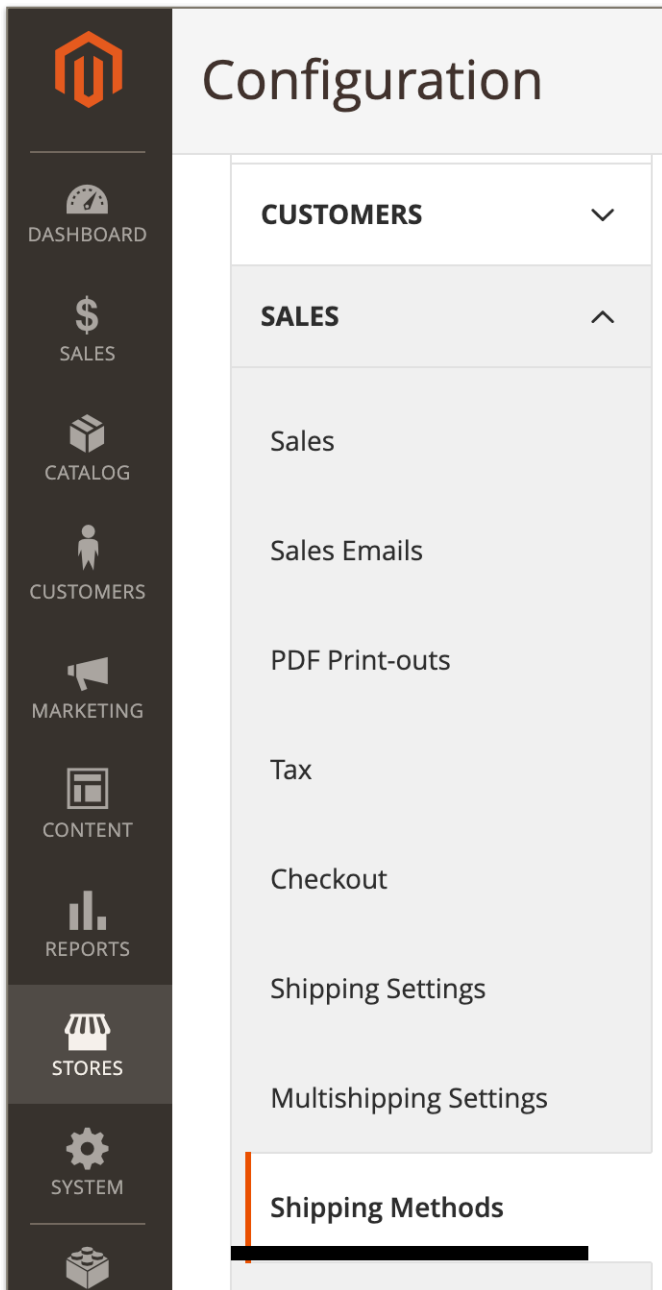 Configuration
DASHBOARD
SALES
CATALOG
CUSTOMERS
MARKETING
CONTENT
REPORTS
STORES
SYSTEM
CUSTOMERS
SALES
Sales
Sales Emails
PDF Print-outs
Tax
Checkout
Shipping Settings
Multishipping Settings
Shipping Methods